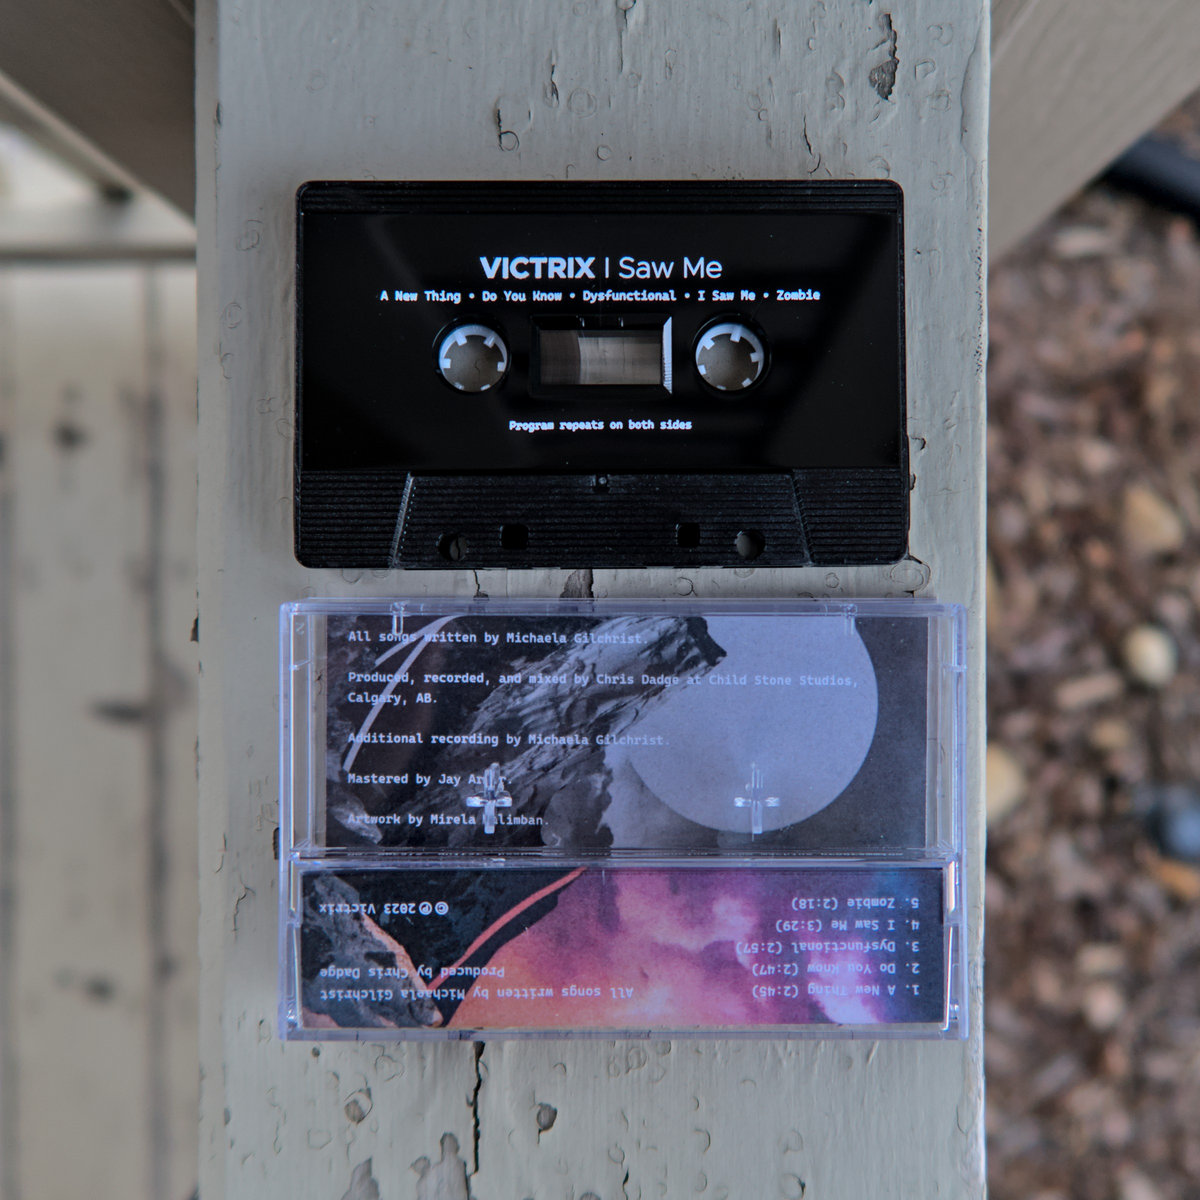 VICTRIX | Saw Me
A New Thing • Do You Know • Dysfunctional • I Saw Me • Zombie
Program repeats on both sides
All songs written by Michaela Gilchrist.
Produced, recorded, and mixed by Chris Dadge at Child Stone Studios,
Calgary, AB.
Additional recording by Michaela Gilchrist.
Mastered by Jay
Artwork by Mirela
1. A New Thing (2:45)
2. Do You Know (2:47)
3. Dysfunctional (2:57)
4. I Saw Me (3:29)
5. Zombie (2:18)
All songs written by Michaela Gilchrist
Produced by Chris Dadge
©℗ 2023 Victrix